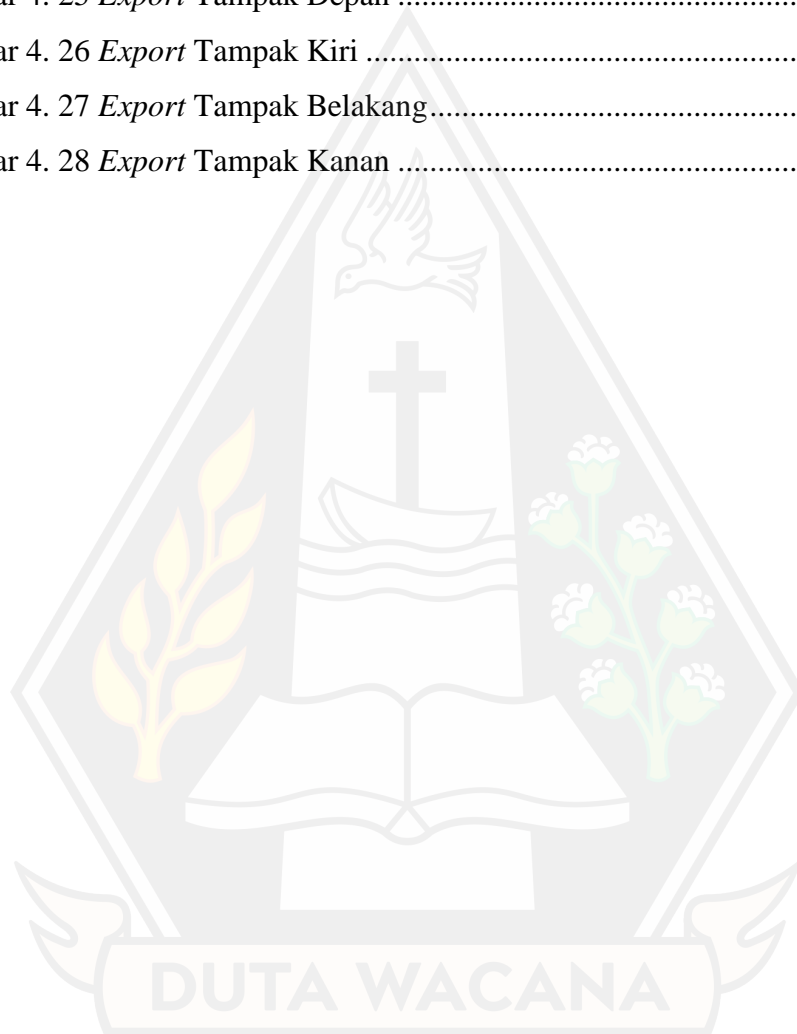 ar 4. 25 Export Tampak Depan ........................................................
ar 4. 26 Export Tampak Kiri ............................................................
ar 4. 27 Export Tampak Belakang....................................................
ar 4. 28 Export Tampak Kanan ........................................................
DUTA WACANA